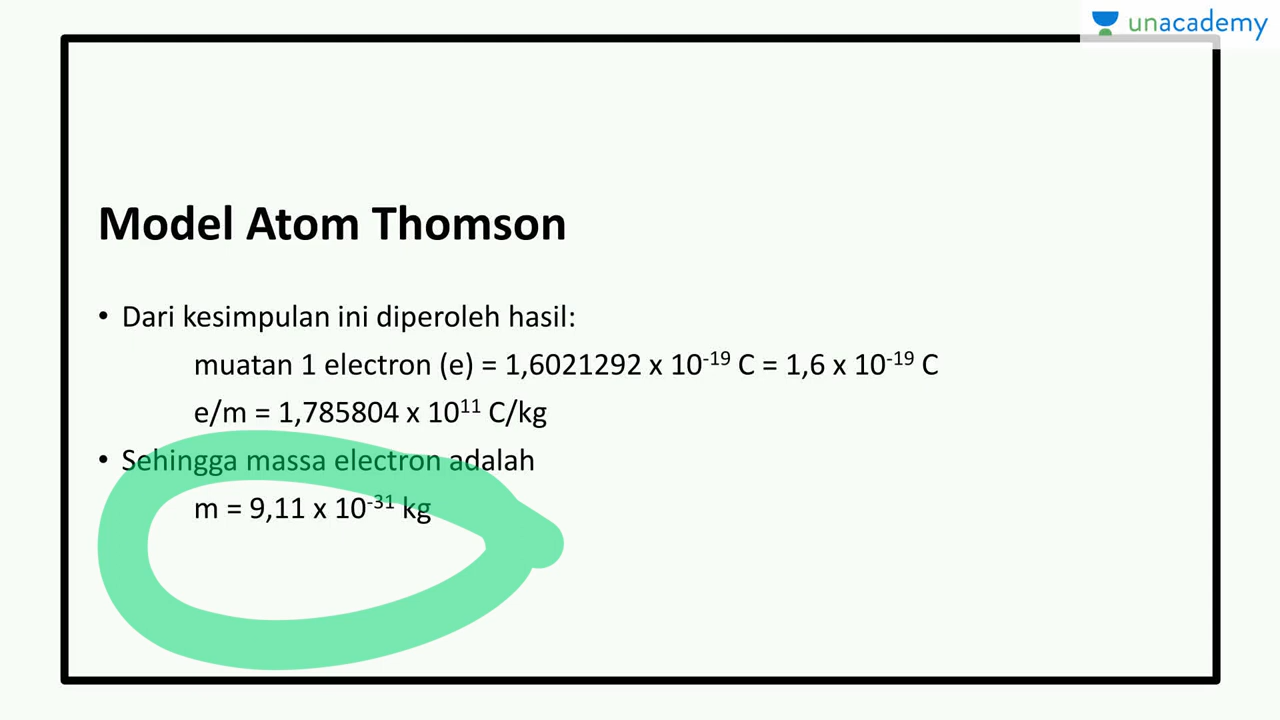 unacademy
Model Atom Thomson
• Dari kesimpulan ini diperoleh hasil:
muatan 1 electron (e) = 1,6021292 x 10⁻¹⁹ C = 1,6 x 10⁻¹⁹ C
e/m = 1,785804 x 10¹¹ C/kg
• Sehingga massa electron adalah
m = 9,11 x 10⁻³¹ kg